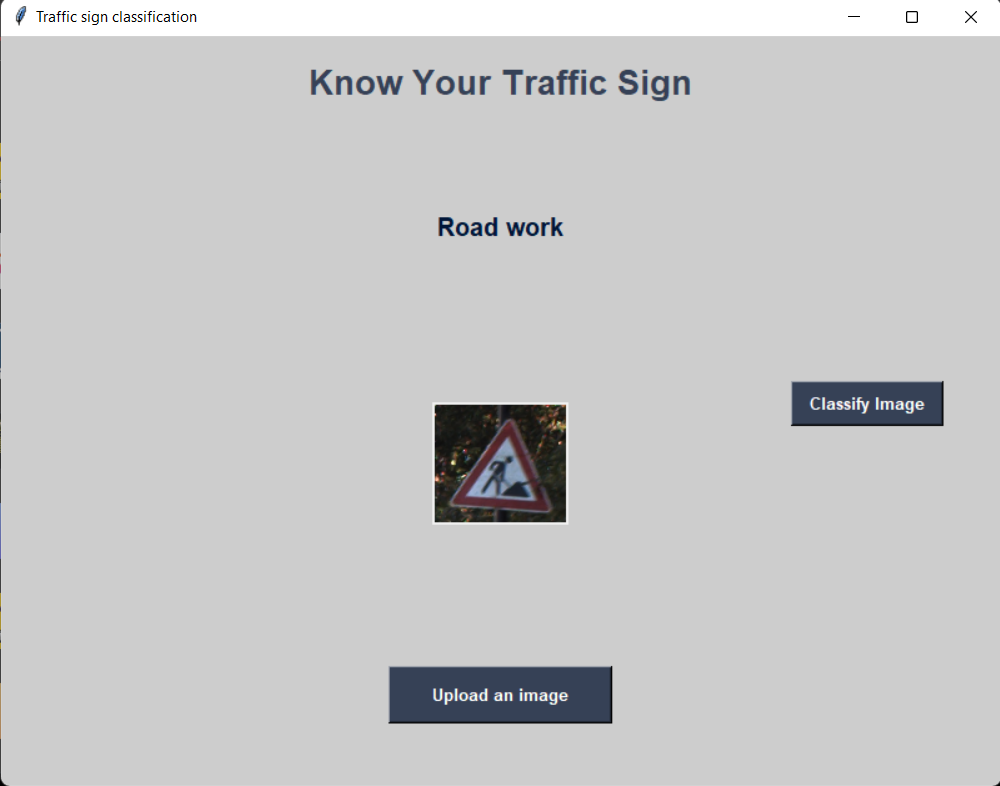 Traffic sign classification
Know Your Traffic Sign
Road work
Classify Image
Upload an image